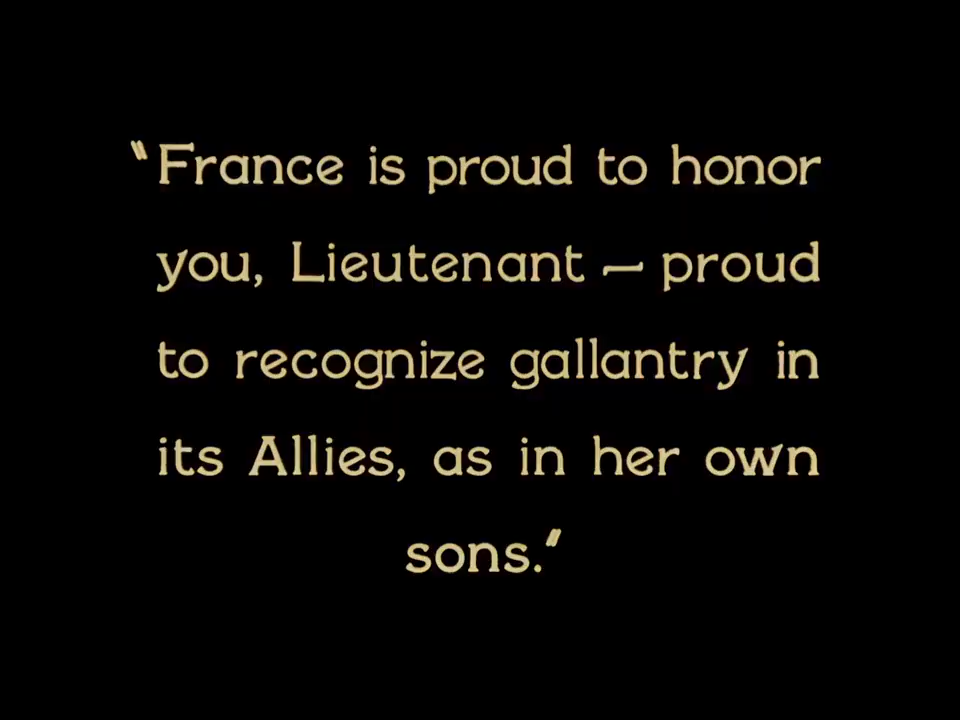 "France is proud to honor
you, Lieutenant — proud
to recognize gallantry in
its Allies, as in her own
sons."